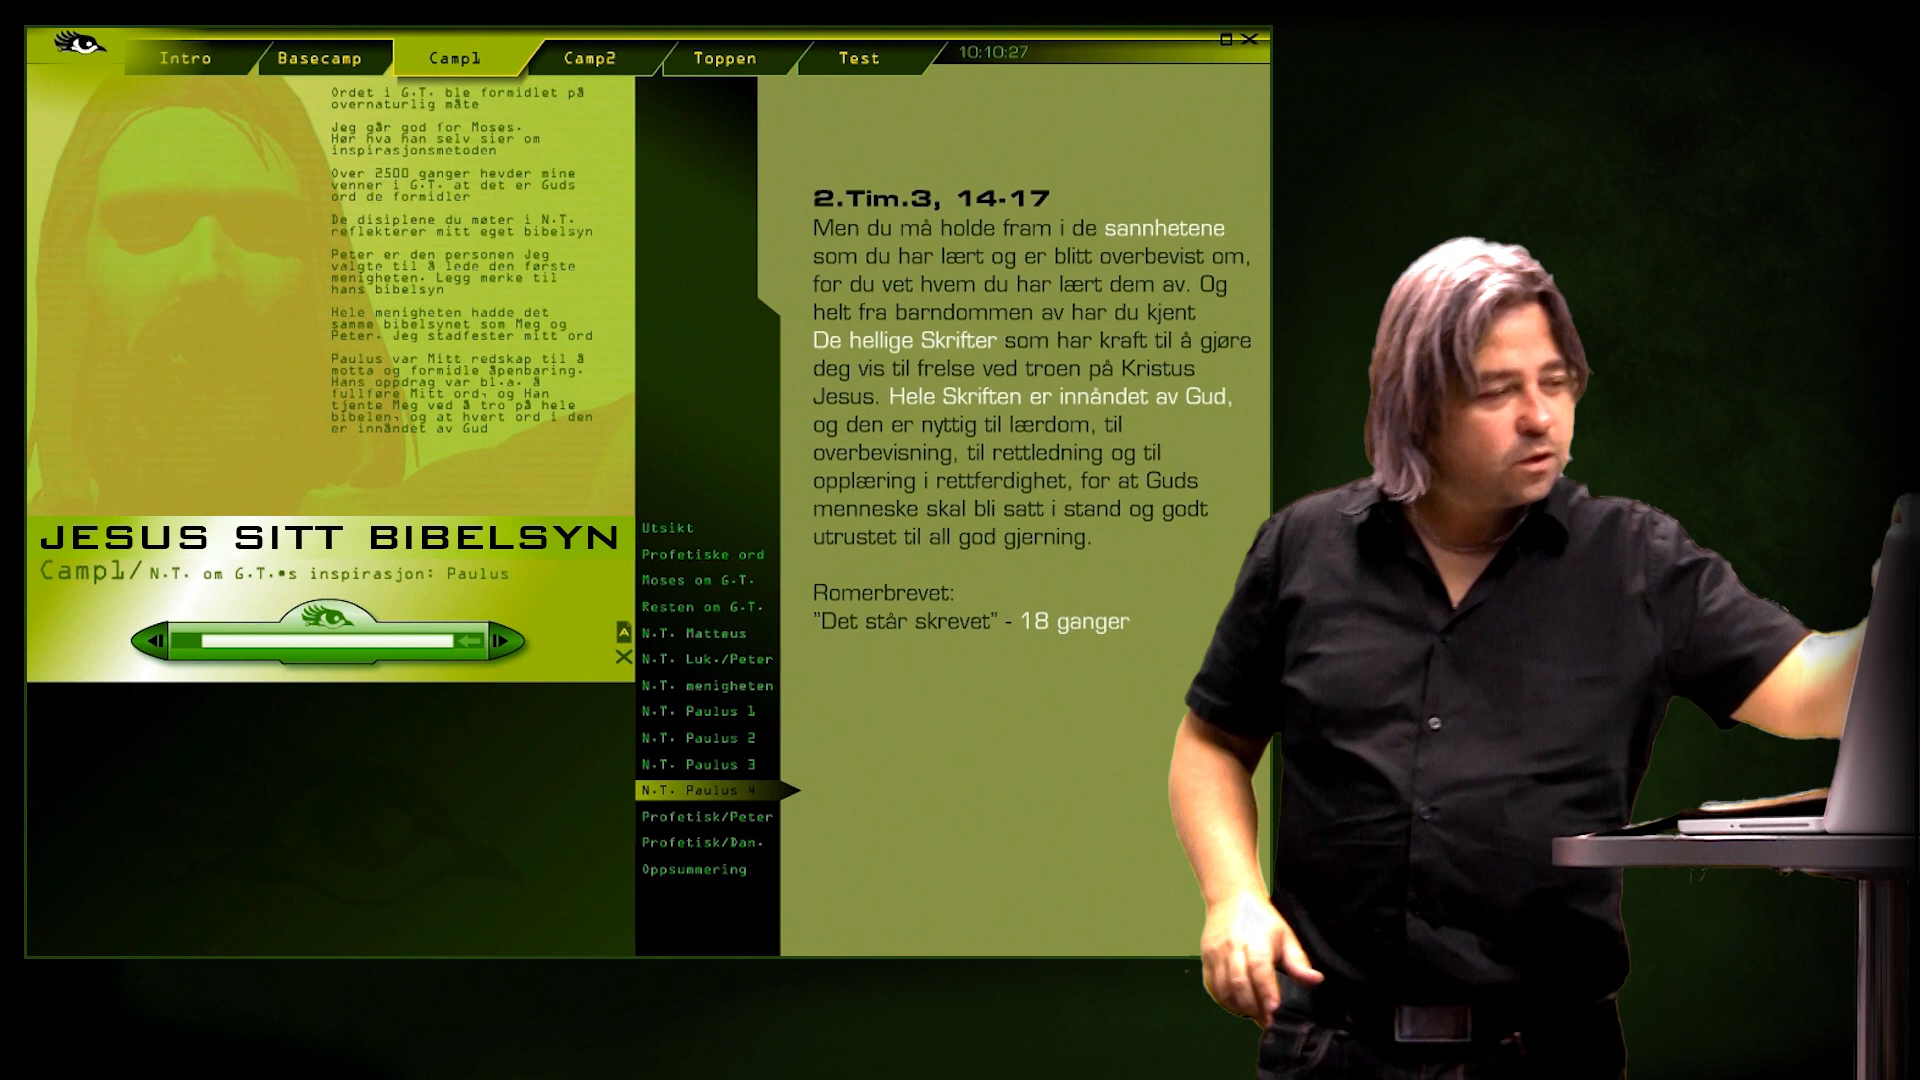 Intro
Basecamp
Camp1
Camp2
Toppen
Test
10:10:27
Ordet i G.T. ble formidlet på
overnaturlig måte
Jeg går god for Moses.
Hør hva han selv sier om
inspirasjonsmetoden
Over 2500 ganger hevder mine
venner i G.T. at det er Guds
ord de formidler
De disiplene du møter i N.T.
reflekterer mitt eget bibelsyn
Peter er den personen Jeg
valgte til å lede den første
menigheten. Legg merke til
hans bibelsyn
Hele menigheten hadde det
samme bibelsynet som Meg og
Peter. Jeg stadfester mitt ord
Paulus var Mitt redskap til å
motta og formidle åpenbaring.
Hans oppdrag var bl.a. å
fullføre Mitt ord, og Han
tjente Meg ved å tro på hele
bibelen, og at hvert ord i den
er innåndet av Gud
JESUS SITT BIBELSYN
Camp1/N.T. om G.T.•s inspirasjon: Paulus
A
Utsikt
Profetiske ord
Moses om G.T.
Resten om G.T.
N.T. Matteus
N.T. Luk./Peter
N.T. menigheten
N.T. Paulus 1
N.T. Paulus 2
N.T. Paulus 3
N.T. Paulus 4
Profetisk/Peter
Profetisk/Dan.
Oppsummering
2.Tim.3, 14-17
Men du må holde fram i de sannhetene
som du har lært og er blitt overbevist om,
for du vet hvem du har lært dem av. Og
helt fra barndommen av har du kjent
De hellige Skrifter som har kraft til å gjøre
deg vis til frelse ved troen på Kristus
Jesus. Hele Skriften er innåndet av Gud,
og den er nyttig til lærdom, til
overbevisning, til rettledning og til
opplæring i rettferdighet, for at Guds
menneske skal bli satt i stand og godt
utrustet til all god gjerning.
Romerbrevet:
”Det står skrevet” - 18 ganger